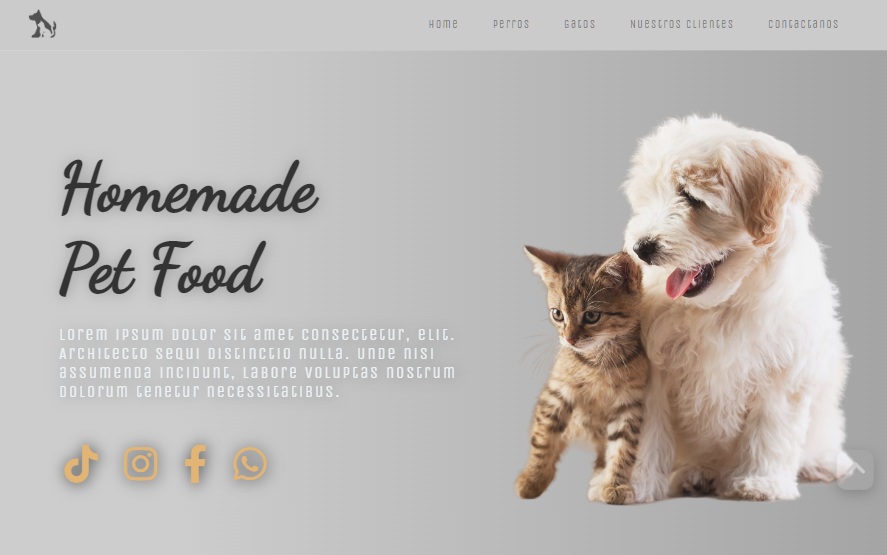 Home Perros Gatos Nuestros Clientes Contactanos
Homemade
Pet Food
Lorem ipsum dolor sit amet consectetur, elit.
Architecto sequi distinctio nulla. Unde nisi
assumenda incidunt, labore voluptas nostrum
dolorum tenetur necessitatibus.